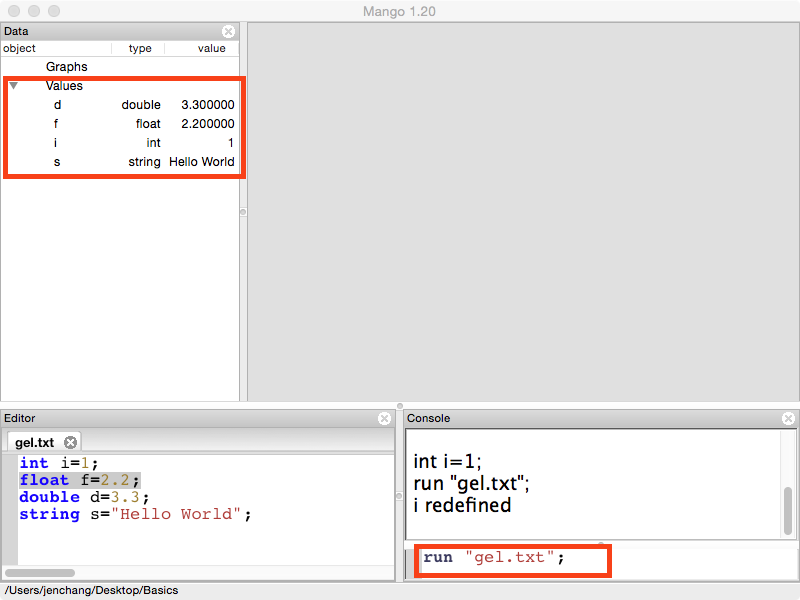 Mango 1.20
Data
object type value
Graphs
Values
d double 3.300000
f float 2.200000
i int 1
s string Hello World
Editor
gel.txt
int i=1;
float f=2.2;
double d=3.3;
string s="Hello World";
Console
int i=1;
run "gel.txt";
i redefined
run "gel.txt";
/Users/jenchang/Desktop/Basics